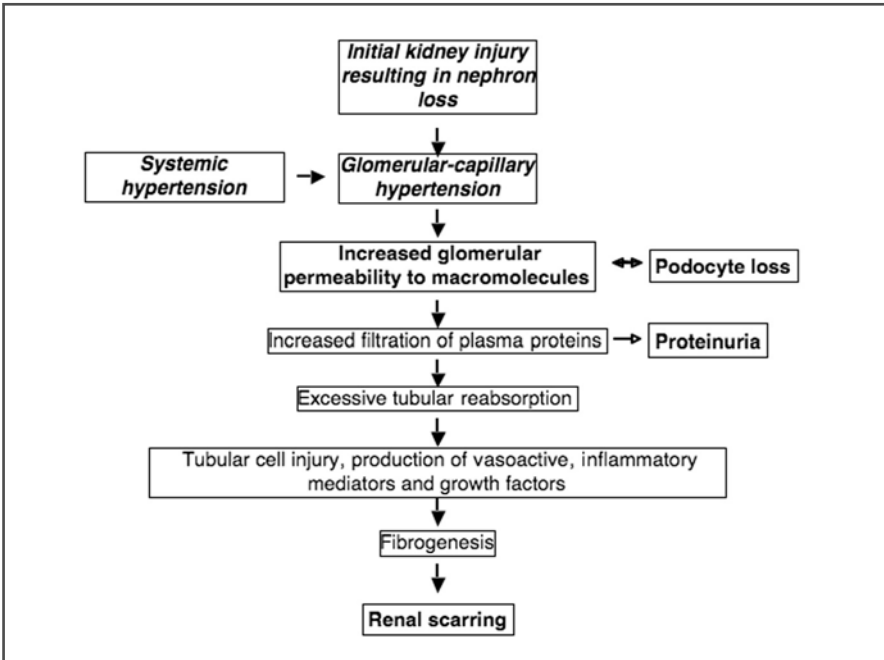 Initial kidney injury
resulting in nephron
loss
Systemic
hypertension
Glomerular-capillary
hypertension
Increased glomerular
permeability to macromolecules
Podocyte loss
Increased filtration of plasma proteins
Proteinuria
Excessive tubular reabsorption
Tubular cell injury, production of vasoactive, inflammatory
mediators and growth factors
Fibrogenesis
Renal scarring